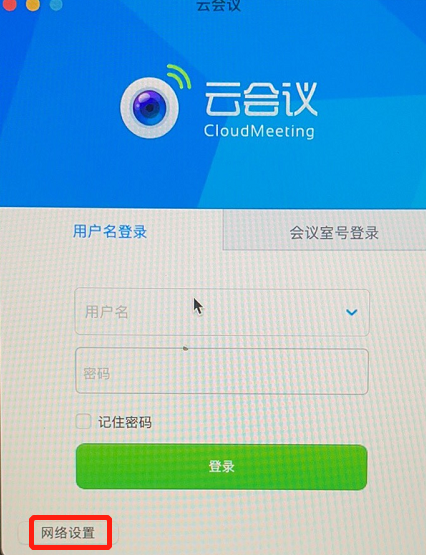 云会议
云会议
CloudMeeting
用户名登录
会议室号登录
用户名
密码
记住密码
登录
网络设置